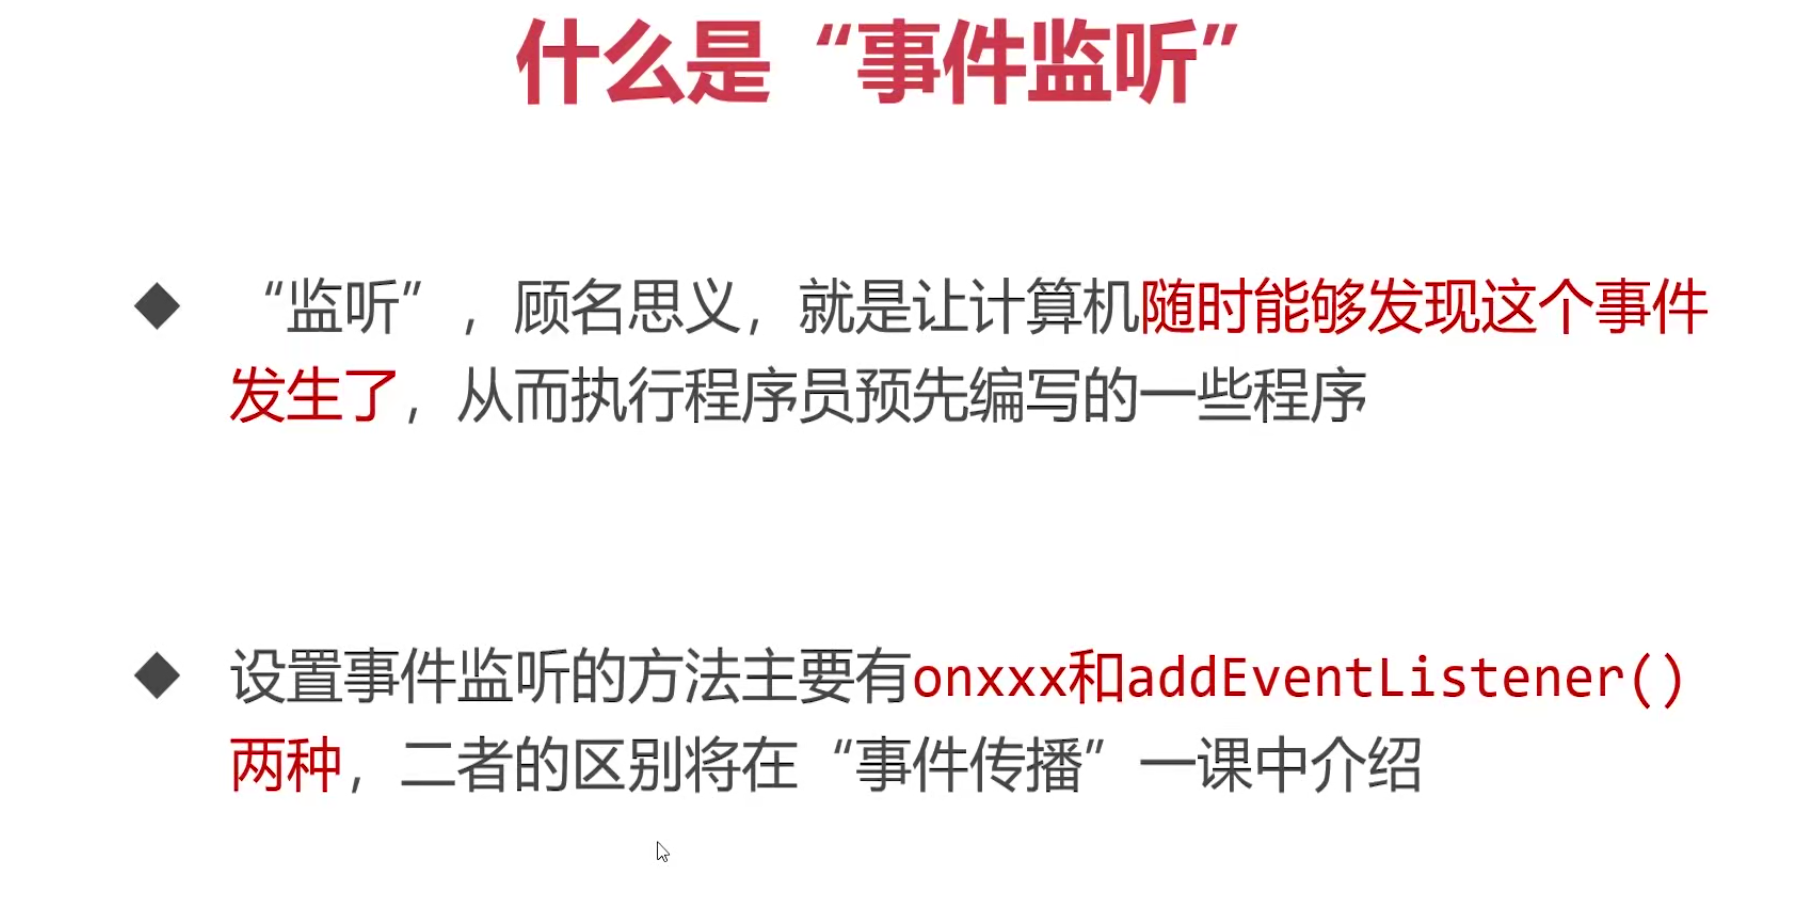 什么是“事件监听”
“监听”，顾名思义，就是让计算机随时能够发现这个事件
发生了，从而执行程序员预先编写的一些程序
设置事件监听的方法主要有onxxx和addEventListener()
两种，二者的区别将在“事件传播”一课中介绍